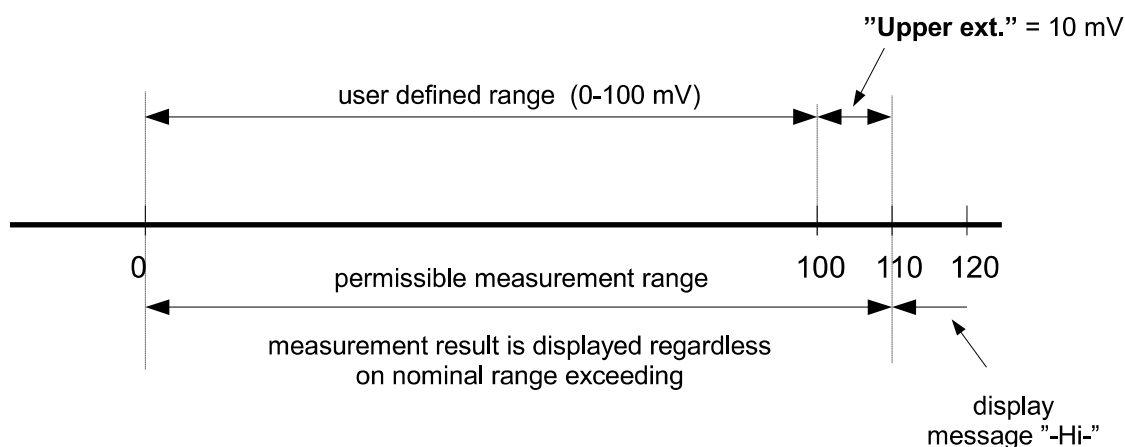 ”Upper ext.” = 10 mV
user defined range (0-100 mV)
0
100
110
120
permissible measurement range
measurement result is displayed regardless
on nominal range exceeding
display
message ”-Hi-”